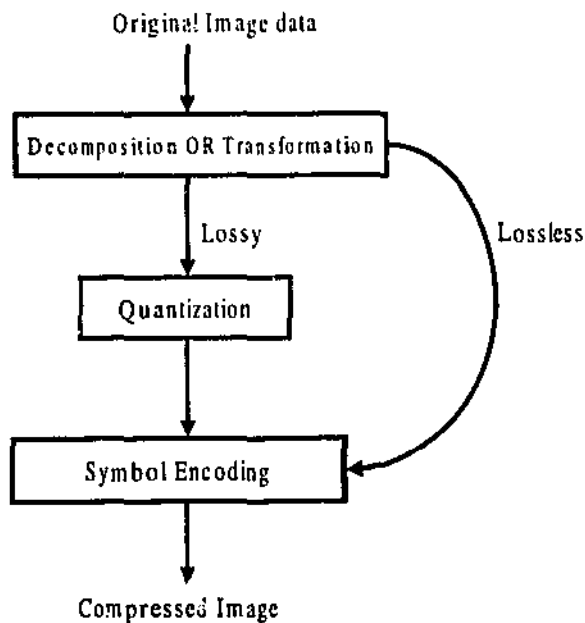 Original Image data
Decomposition OR Transformation
Lossy
Lossless
Quantization
Symbol Encoding
Compressed Image